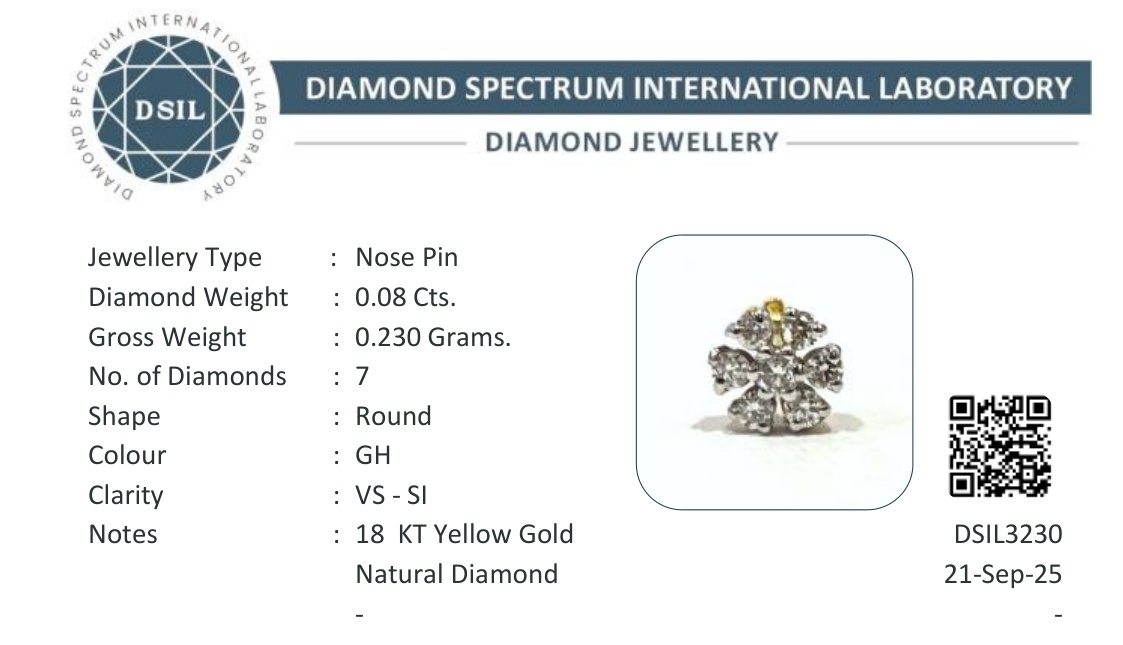 DIAMOND SPECTRUM INTERNATIONAL LABORATORY
DSIL
DIAMOND SPECTRUM INTERNATIONAL LABORATORY
DIAMOND JEWELLERY
Jewellery Type : Nose Pin
Diamond Weight : 0.08 Cts.
Gross Weight : 0.230 Grams.
No. of Diamonds : 7
Shape : Round
Colour : GH
Clarity : VS - SI
Notes : 18 KT Yellow Gold
DSIL3230
Natural Diamond
21-Sep-25
-
-